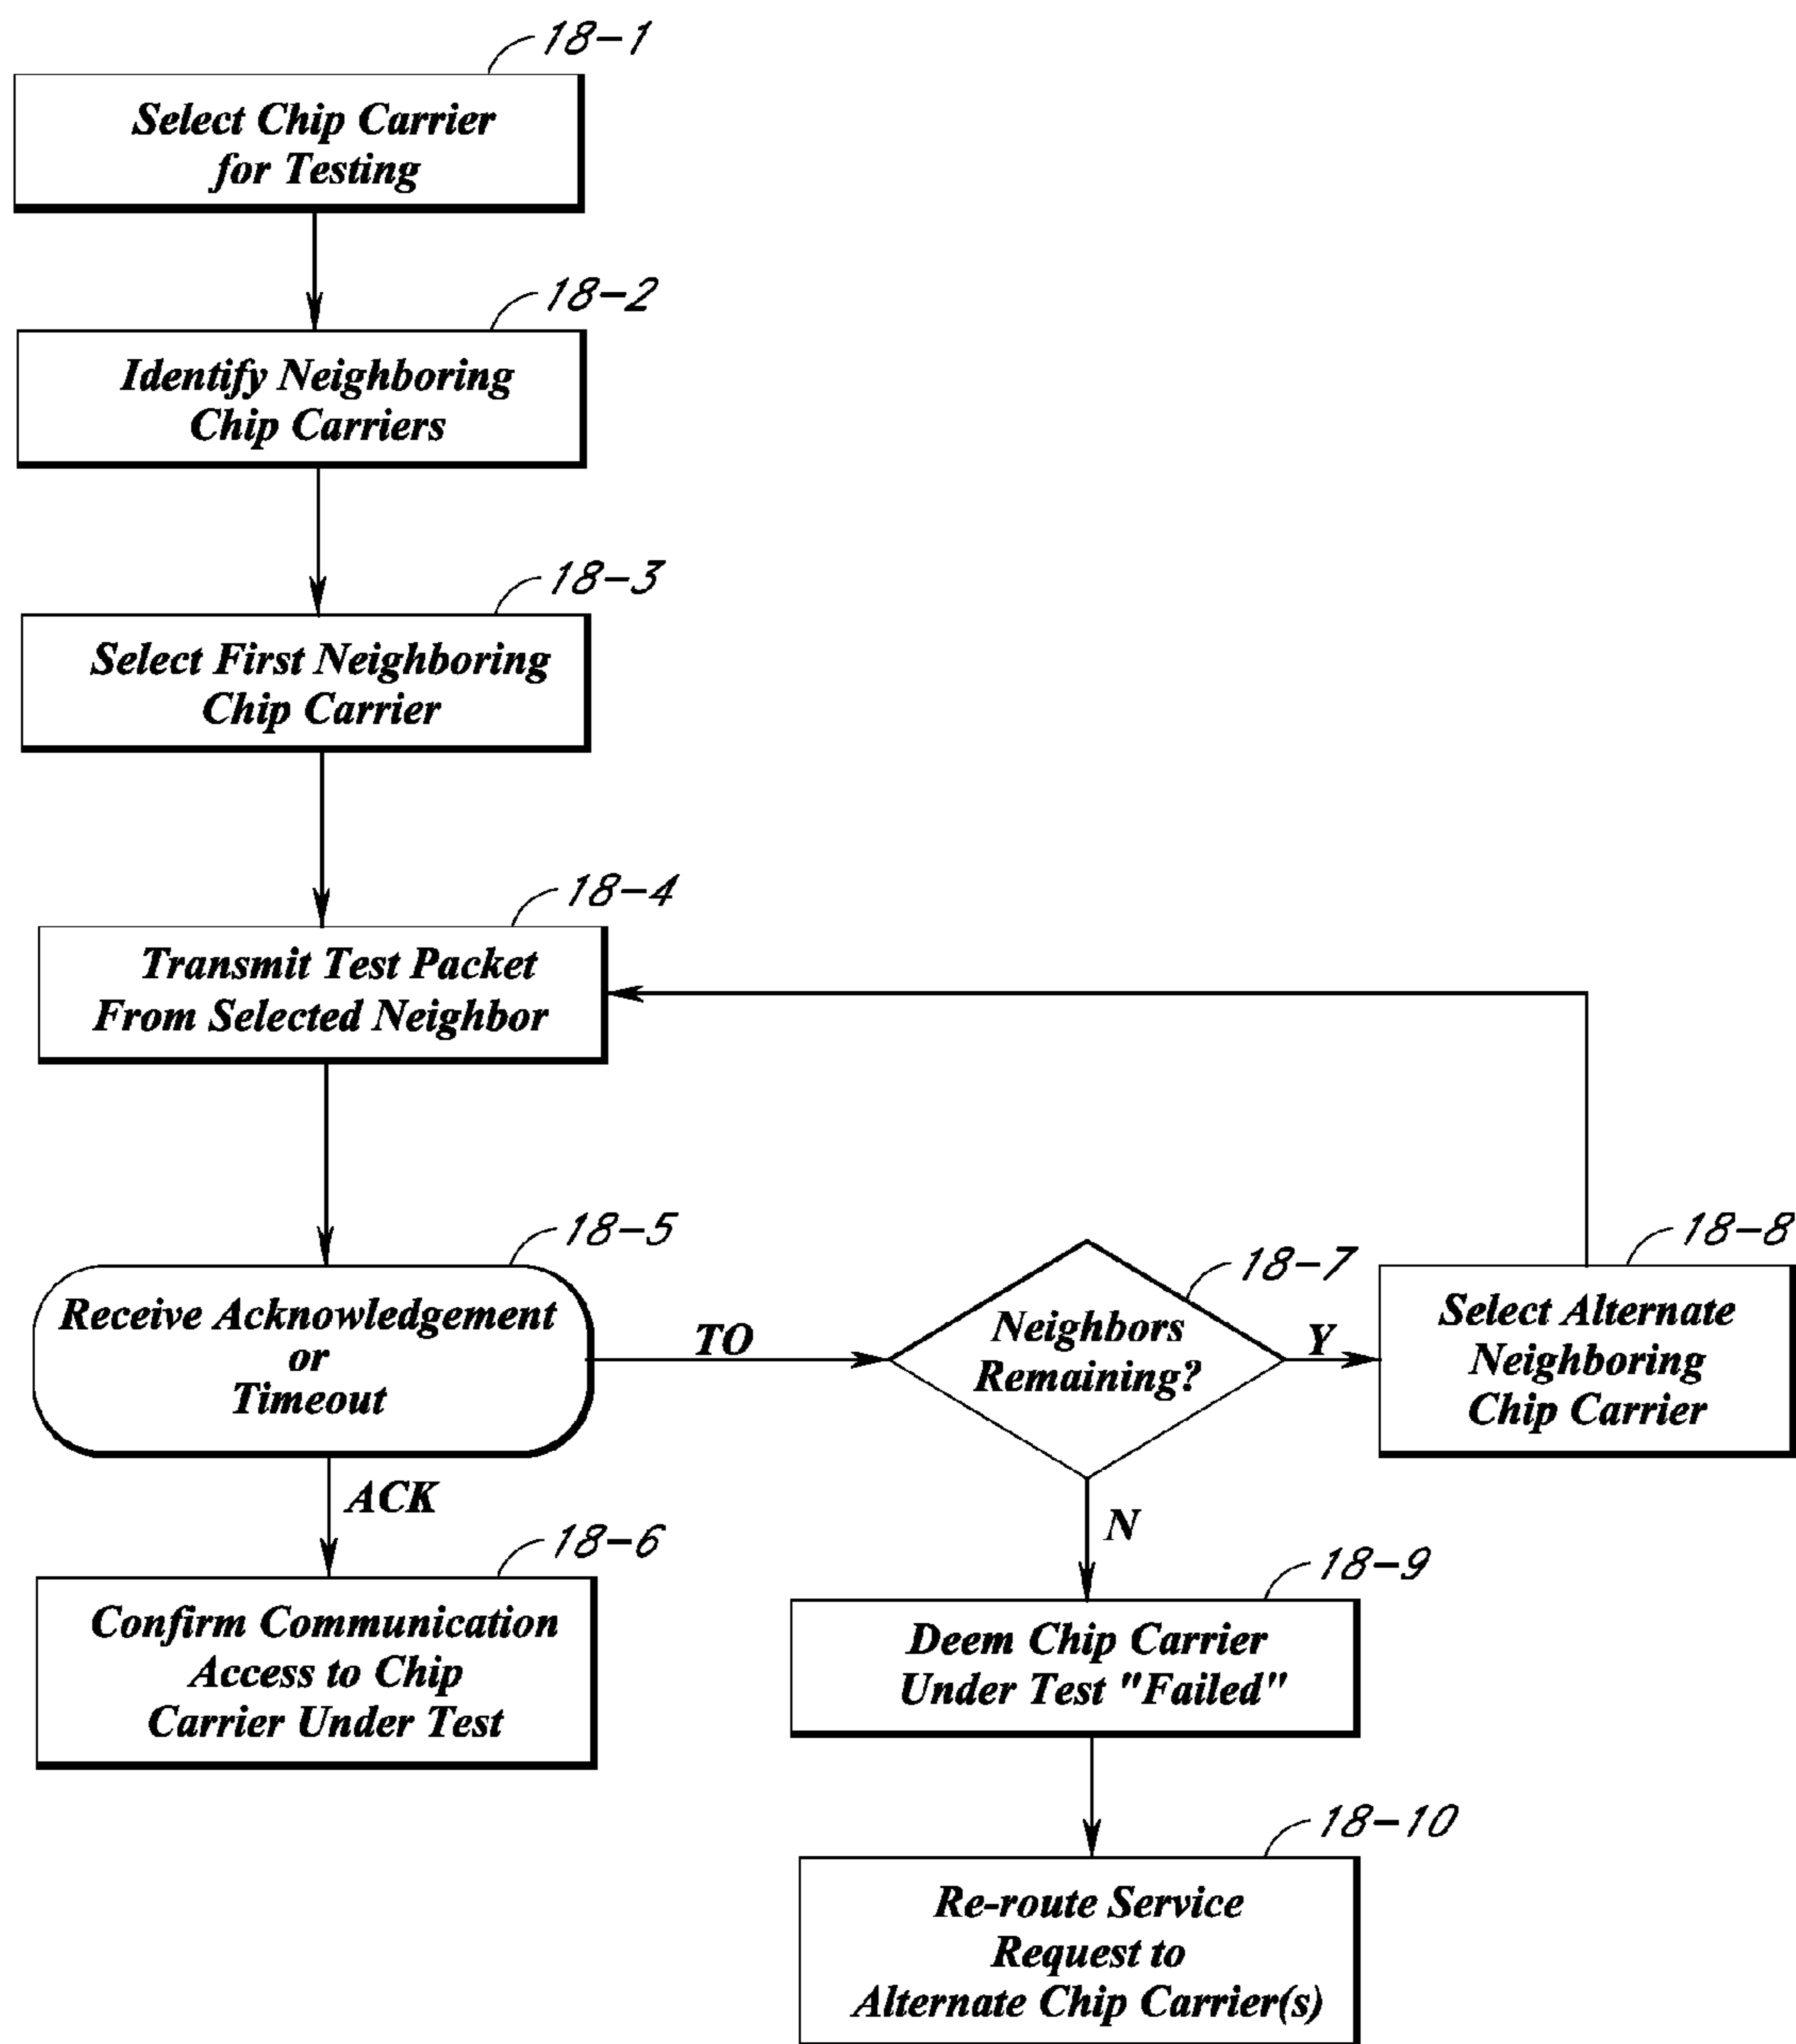 18-1
Select Chip Carrier
for Testing
18-2
Identify Neighboring
Chip Carriers
18-3
Select First Neighboring
Chip Carrier
18-4
Transmit Test Packet
From Selected Neighbor
18-5
Receive Acknowledgement
or
Timeout
TO
18-7
Neighbors
Remaining?
Y
18-8
Select Alternate
Neighboring
Chip Carrier
ACK
18-6
Confirm Communication
Access to Chip
Carrier Under Test
N
18-9
Deem Chip Carrier
Under Test "Failed"
18-10
Re-route Service
Request to
Alternate Chip Carrier(s)